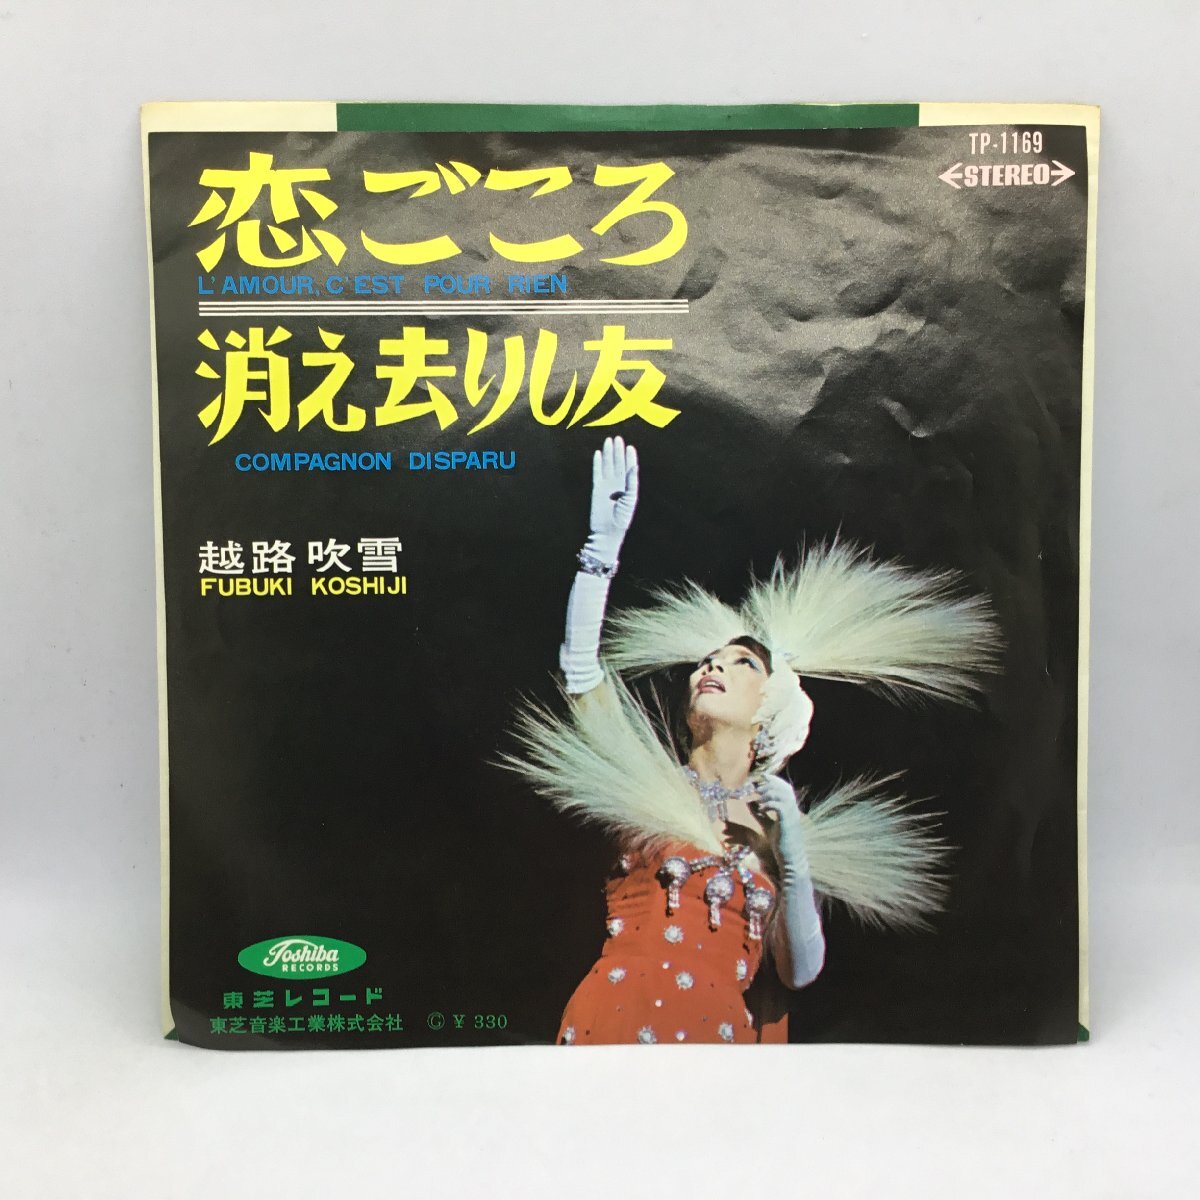 TP-1169
STEREO
恋ごころ
L'AMOUR, C'EST POUR RIEN
消え去りし友
COMPAGNON DISPARU
越路吹雪
FUBUKI KOSHIJI
Toshiba
RECORDS
東芝レコード
東芝音楽工業株式会社 Ⓖ ¥ 330